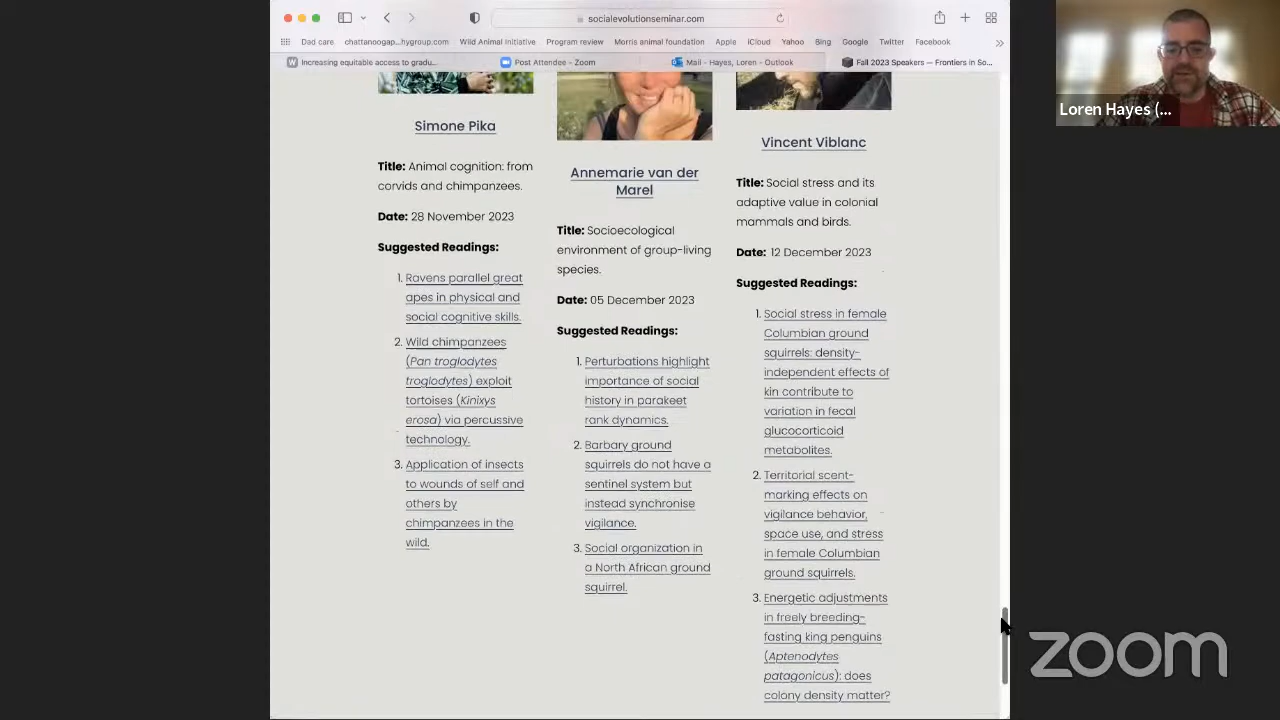 socialevolutionseminar.com
Dad care
chattanoogap...hygroup.com
Wild Animal Initiative
Program review
Morris animal foundation
Apple
iCloud
Yahoo
Bing
Google
Twitter
Facebook
Increasing equitable access to gradu...
Post Attendee - Zoom
Mail - Hayes, Loren - Outlook
Fall 2023 Speakers — Frontiers in So...
Simone Pika
Title: Animal cognition: from
corvids and chimpanzees.
Date: 28 November 2023
Suggested Readings:
1. Ravens parallel great
apes in physical and
social cognitive skills.
2. Wild chimpanzees
(Pan troglodytes
troglodytes) exploit
tortoises (Kinixys
erosa) via percussive
technology.
3. Application of insects
to wounds of self and
others by
chimpanzees in the
wild.
Annemarie van der
Marel
Title: Socioecological
environment of group-living
species.
Date: 05 December 2023
Suggested Readings:
1. Perturbations highlight
importance of social
history in parakeet
rank dynamics.
2. Barbary ground
squirrels do not have a
sentinel system but
instead synchronise
vigilance.
3. Social organization in
a North African ground
squirrel.
Vincent Viblanc
Title: Social stress and its
adaptive value in colonial
mammals and birds.
Date: 12 December 2023
Suggested Readings:
1. Social stress in female
Columbian ground
squirrels: density-
independent effects of
kin contribute to
variation in fecal
glucocorticoid
metabolites.
2. Territorial scent-
marking effects on
vigilance behavior,
space use, and stress
in female Columbian
ground squirrels.
3. Energetic adjustments
in freely breeding-
fasting king penguins
(Aptenodytes
patagonicus): does
colony density matter?
Loren Hayes (...
zoom